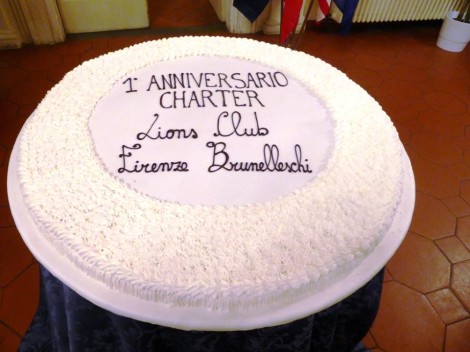 1° ANNIVERSARIO
CHARTER
Lions Club
Firenze Brunelleschi